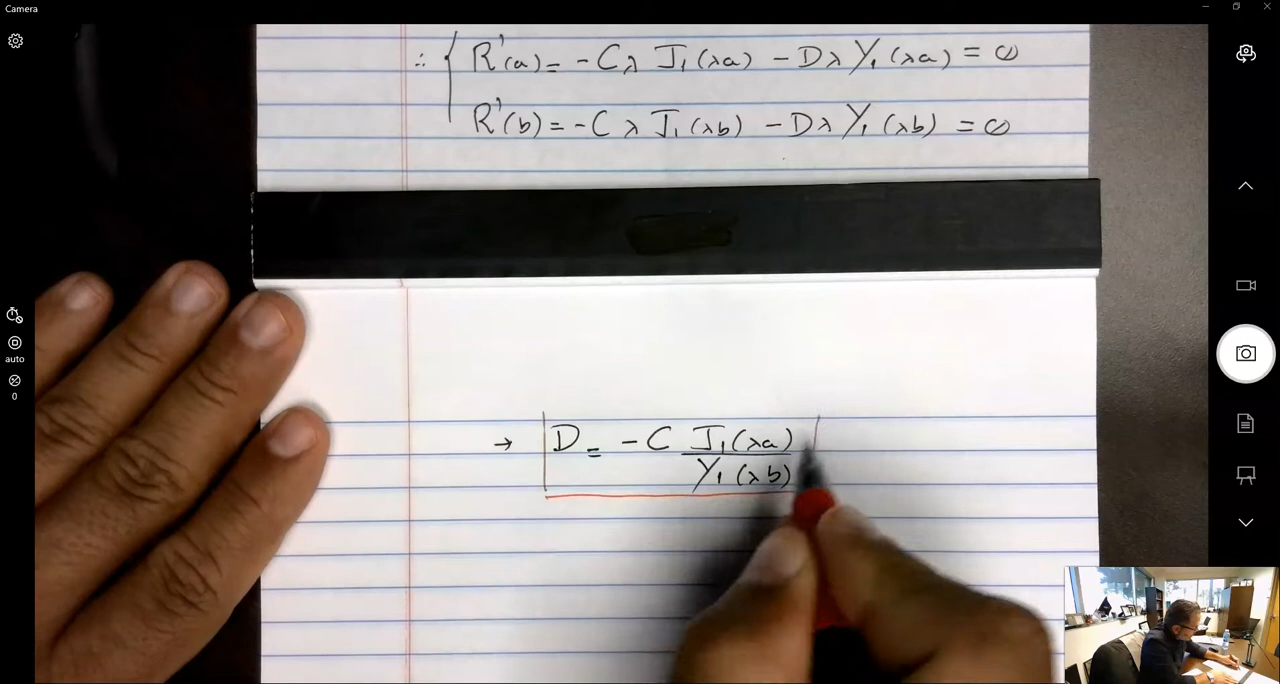 Camera
∴ { R'(a) = -Cλ J₁(λa) - Dλ Y₁(λa) = 0
R'(b) = -Cλ J₁(λb) - Dλ Y₁(λb) = 0
auto
0
→ D = -C J₁(λa)
Y₁(λb)